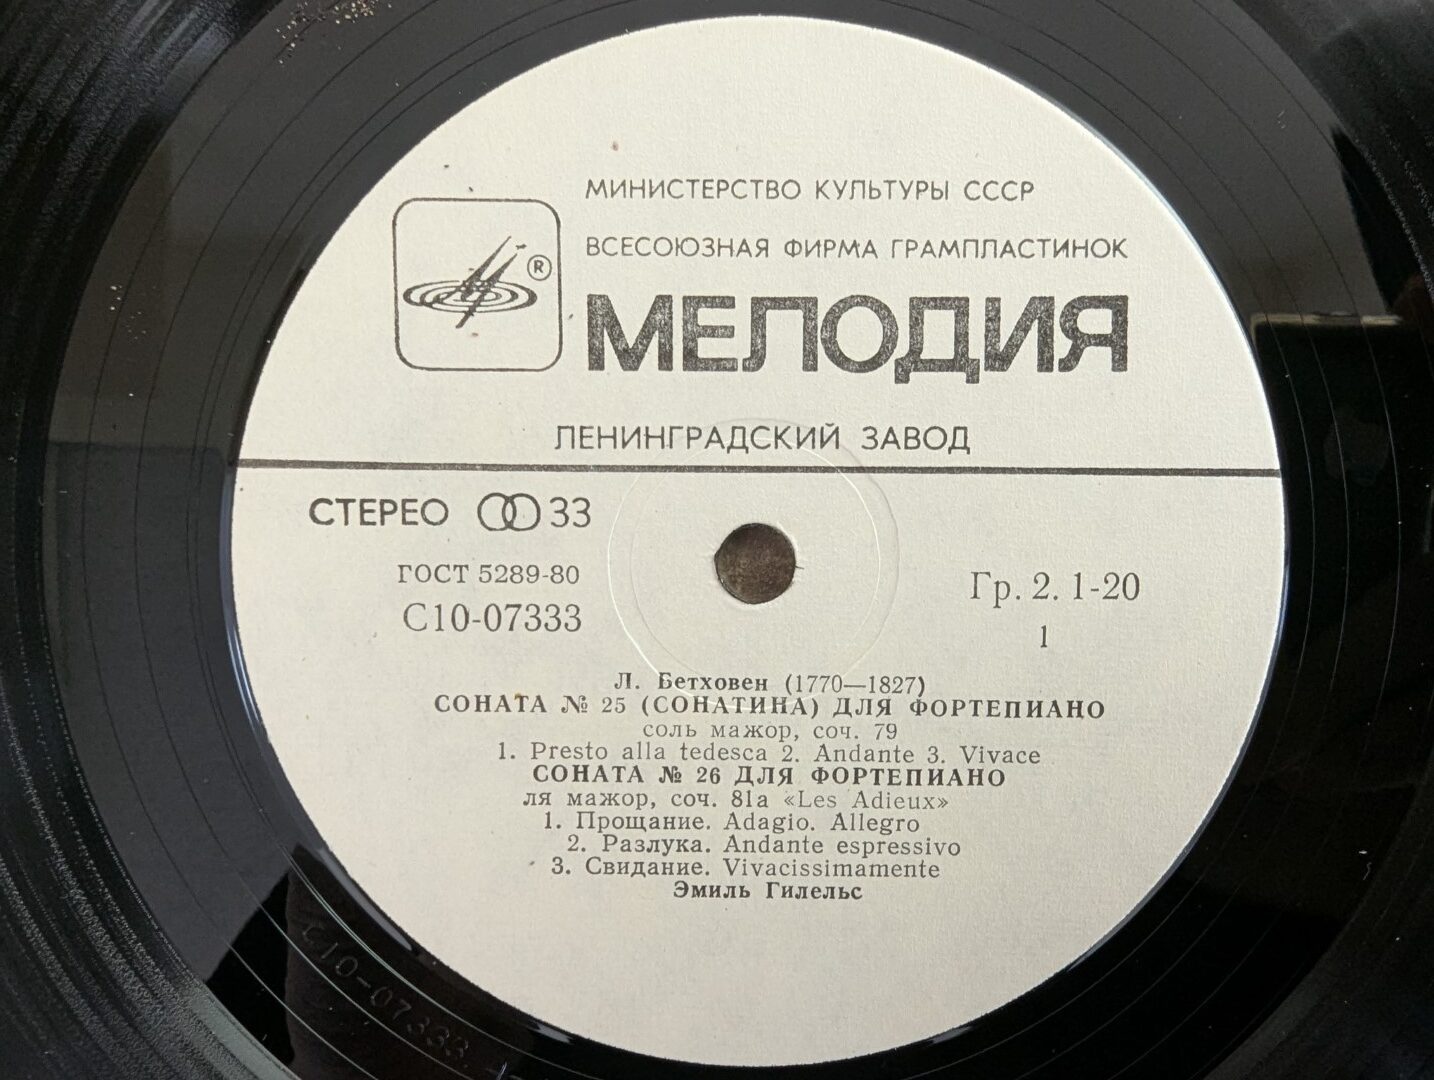 МИНИСТЕРСТВО КУЛЬТУРЫ СССР
ВСЕСОЮЗНАЯ ФИРМА ГРАМПЛАСТИНОК
®
МЕЛОДИЯ
ЛЕНИНГРАДСКИЙ ЗАВОД
СТЕРЕО 33
ГОСТ 5289-80
С10-07333
Гр. 2. 1-20
1
Л. Бетховен (1770—1827)
СОНАТА № 25 (СОНАТИНА) ДЛЯ ФОРТЕПИАНО
соль мажор, соч. 79
1. Presto alla tedesca 2. Andante 3. Vivace
СОНАТА № 26 ДЛЯ ФОРТЕПИАНО
ля мажор, соч. 81а «Les Adieux»
1. Прощание. Adagio. Allegro
2. Разлука. Andante espressivo
3. Свидание. Vivacissimamente
Эмиль Гилельс
С10-07333